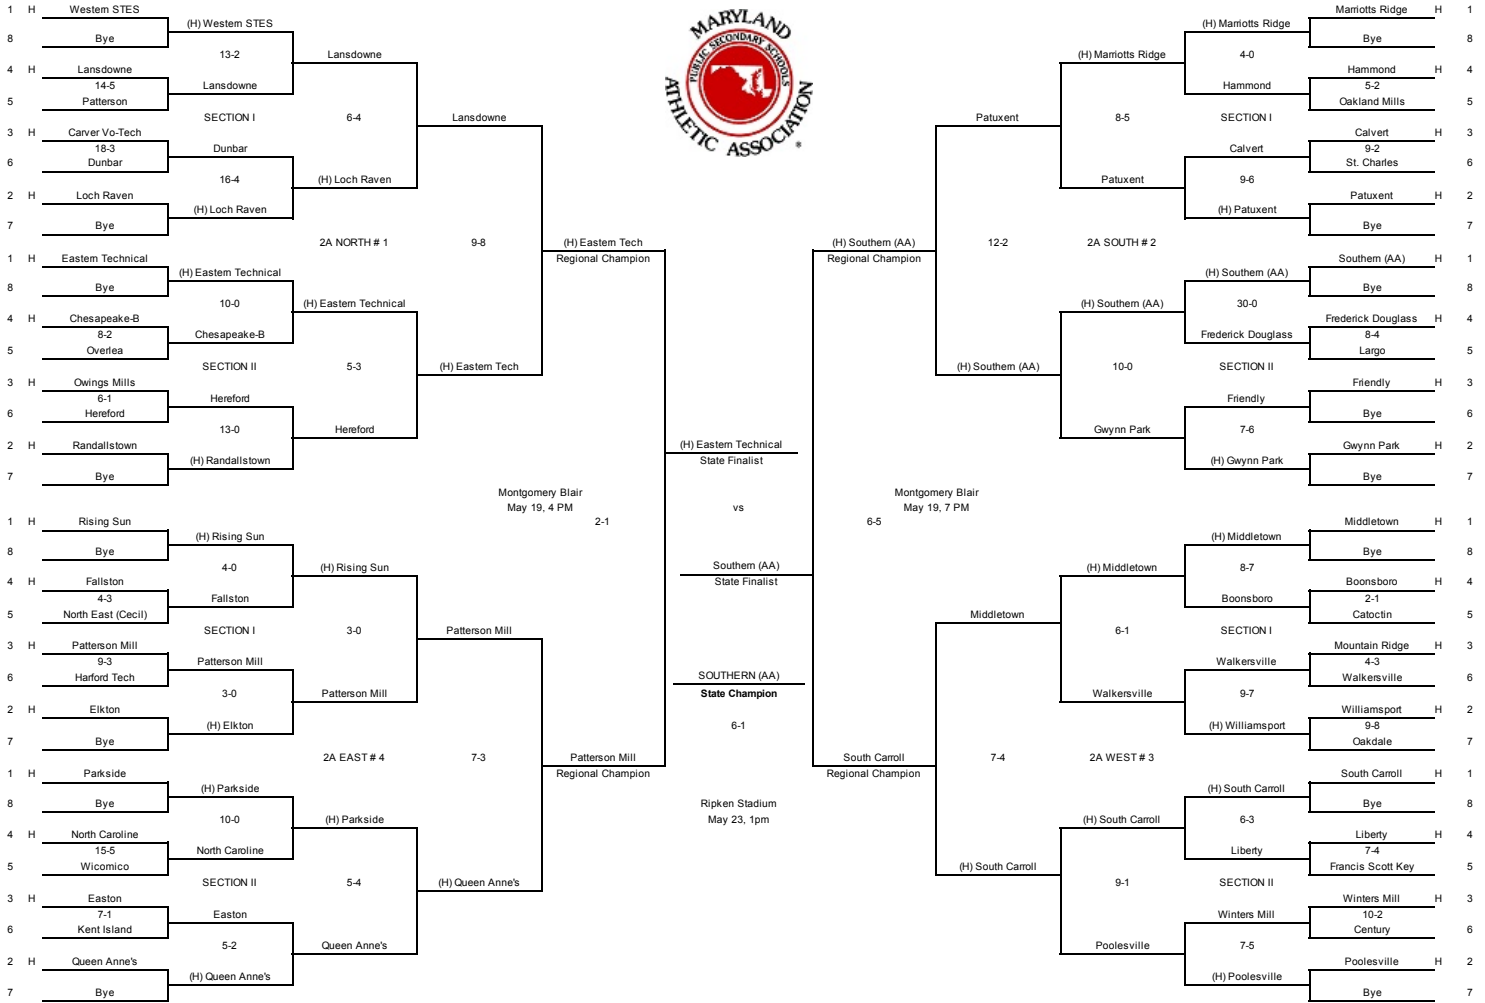 1 H Western STES
8 Bye
(H) Western STES
13-2
4 H Lansdowne
14-5
5 Patterson
Lansdowne
SECTION I
3 H Carver Vo-Tech
18-3
6 Dunbar
Dunbar
16-4
2 H Loch Raven
7 Bye
(H) Loch Raven
Lansdowne
6-4
(H) Loch Raven
2A NORTH # 1
1 H Eastern Technical
8 Bye
(H) Eastern Technical
10-0
4 H Chesapeake-B
8-2
5 Overlea
Chesapeake-B
SECTION II
3 H Owings Mills
6-1
6 Hereford
Hereford
13-0
2 H Randallstown
7 Bye
(H) Randallstown
(H) Eastern Technical
5-3
Hereford
Lansdowne
9-8
(H) Eastern Tech
(H) Eastern Tech
Regional Champion
1 H Rising Sun
8 Bye
(H) Rising Sun
4-0
4 H Fallston
4-3
5 North East (Cecil)
Fallston
SECTION I
3 H Patterson Mill
9-3
6 Harford Tech
Patterson Mill
3-0
2 H Elkton
7 Bye
(H) Elkton
(H) Rising Sun
3-0
Patterson Mill
2A EAST # 4
1 H Parkside
8 Bye
(H) Parkside
10-0
4 H North Caroline
15-5
5 Wicomico
North Caroline
SECTION II
3 H Easton
7-1
6 Kent Island
Easton
5-2
2 H Queen Anne's
7 Bye
(H) Queen Anne's
(H) Parkside
5-4
Queen Anne's
Patterson Mill
7-3
(H) Queen Anne's
Patterson Mill
Regional Champion
Montgomery Blair
May 19, 4 PM
2-1
MARYLAND
PUBLIC SECONDARY SCHOOLS
ATHLETIC ASSOCIATION
®
(H) Eastern Technical
State Finalist
vs
Southern (AA)
State Finalist
SOUTHERN (AA)
State Champion
6-1
Ripken Stadium
May 23, 1pm
Montgomery Blair
May 19, 7 PM
6-5
(H) Southern (AA)
Regional Champion
Patuxent
12-2
(H) Southern (AA)
(H) Marriotts Ridge
8-5
Patuxent
2A SOUTH # 2
Marriotts Ridge H 1
Bye 8
(H) Marriotts Ridge
4-0
Hammond H 4
5-2
Oakland Mills 5
Hammond
SECTION I
Calvert H 3
9-2
St. Charles 6
Calvert
9-6
Patuxent H 2
Bye 7
(H) Patuxent
(H) Southern (AA)
10-0
Gwynn Park
Southern (AA) H 1
Bye 8
(H) Southern (AA)
30-0
Frederick Douglass H 4
8-4
Largo 5
Frederick Douglass
SECTION II
Friendly H 3
Bye 6
Friendly
7-6
Gwynn Park H 2
Bye 7
(H) Gwynn Park
South Carroll
Regional Champion
Middletown
7-4
(H) South Carroll
(H) Middletown
6-1
Walkersville
2A WEST # 3
Middletown H 1
Bye 8
(H) Middletown
8-7
Boonsboro H 4
2-1
Catoctin 5
Boonsboro
SECTION I
Mountain Ridge H 3
4-3
Walkersville 6
Walkersville
9-7
Williamsport H 2
9-8
Oakdale 7
(H) Williamsport
(H) South Carroll
9-1
Poolesville
South Carroll H 1
Bye 8
(H) South Carroll
6-3
Liberty H 4
7-4
Francis Scott Key 5
Liberty
SECTION II
Winters Mill H 3
10-2
Century 6
Winters Mill
7-5
Poolesville H 2
Bye 7
(H) Poolesville